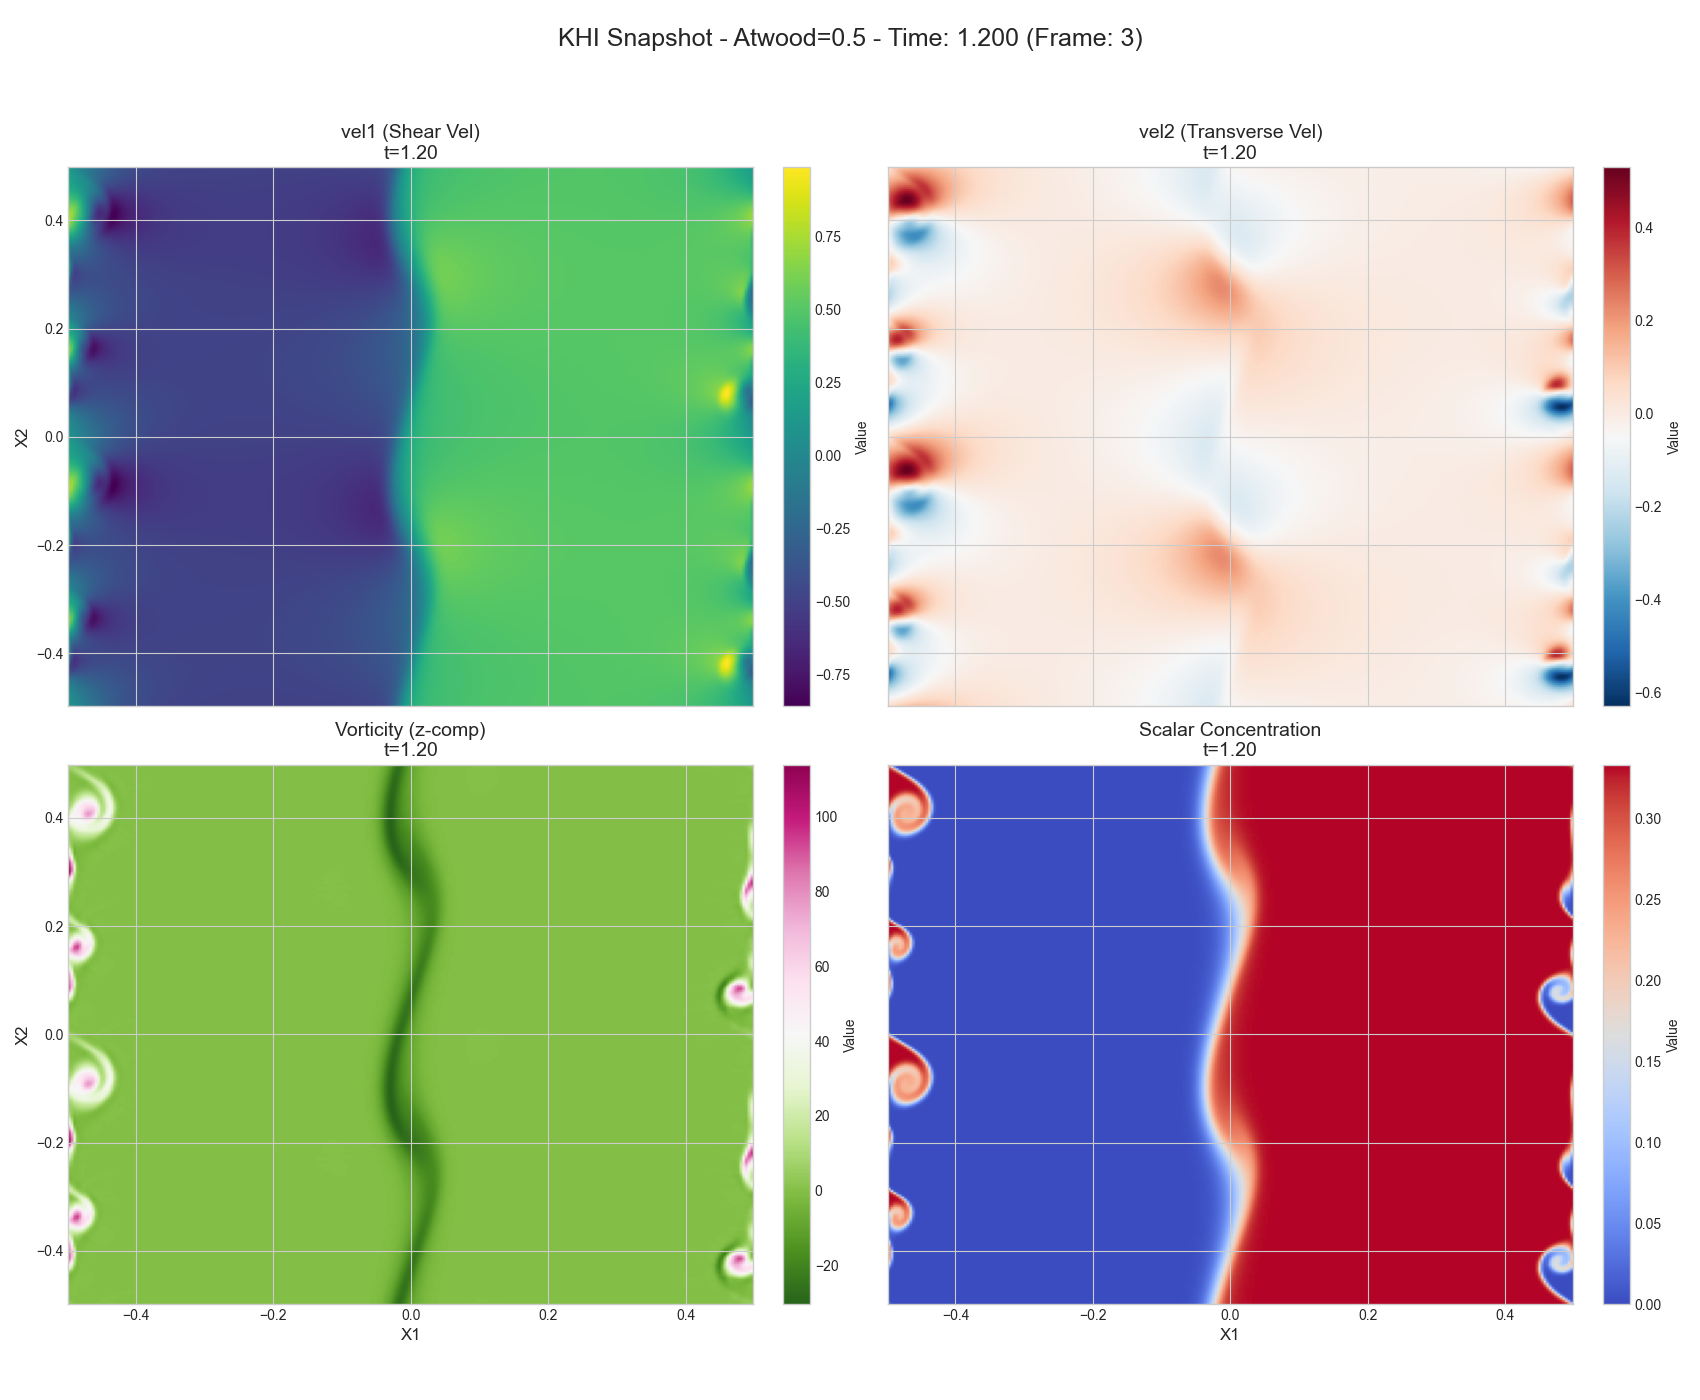 KHI Snapshot - Atwood=0.5 - Time: 1.200 (Frame: 3)
vel1 (Shear Vel)
t=1.20
X2
0.4
0.2
0.0
−0.2
−0.4
0.75
0.50
0.25
0.00
−0.25
−0.50
−0.75
Value
vel2 (Transverse Vel)
t=1.20
0.4
0.2
0.0
−0.2
−0.4
−0.6
Value
Vorticity (z-comp)
t=1.20
X2
0.4
0.2
0.0
−0.2
−0.4
−0.4
−0.2
0.0
0.2
0.4
X1
100
80
60
40
20
0
−20
Value
Scalar Concentration
t=1.20
−0.4
−0.2
0.0
0.2
0.4
X1
0.30
0.25
0.20
0.15
0.10
0.05
0.00
Value